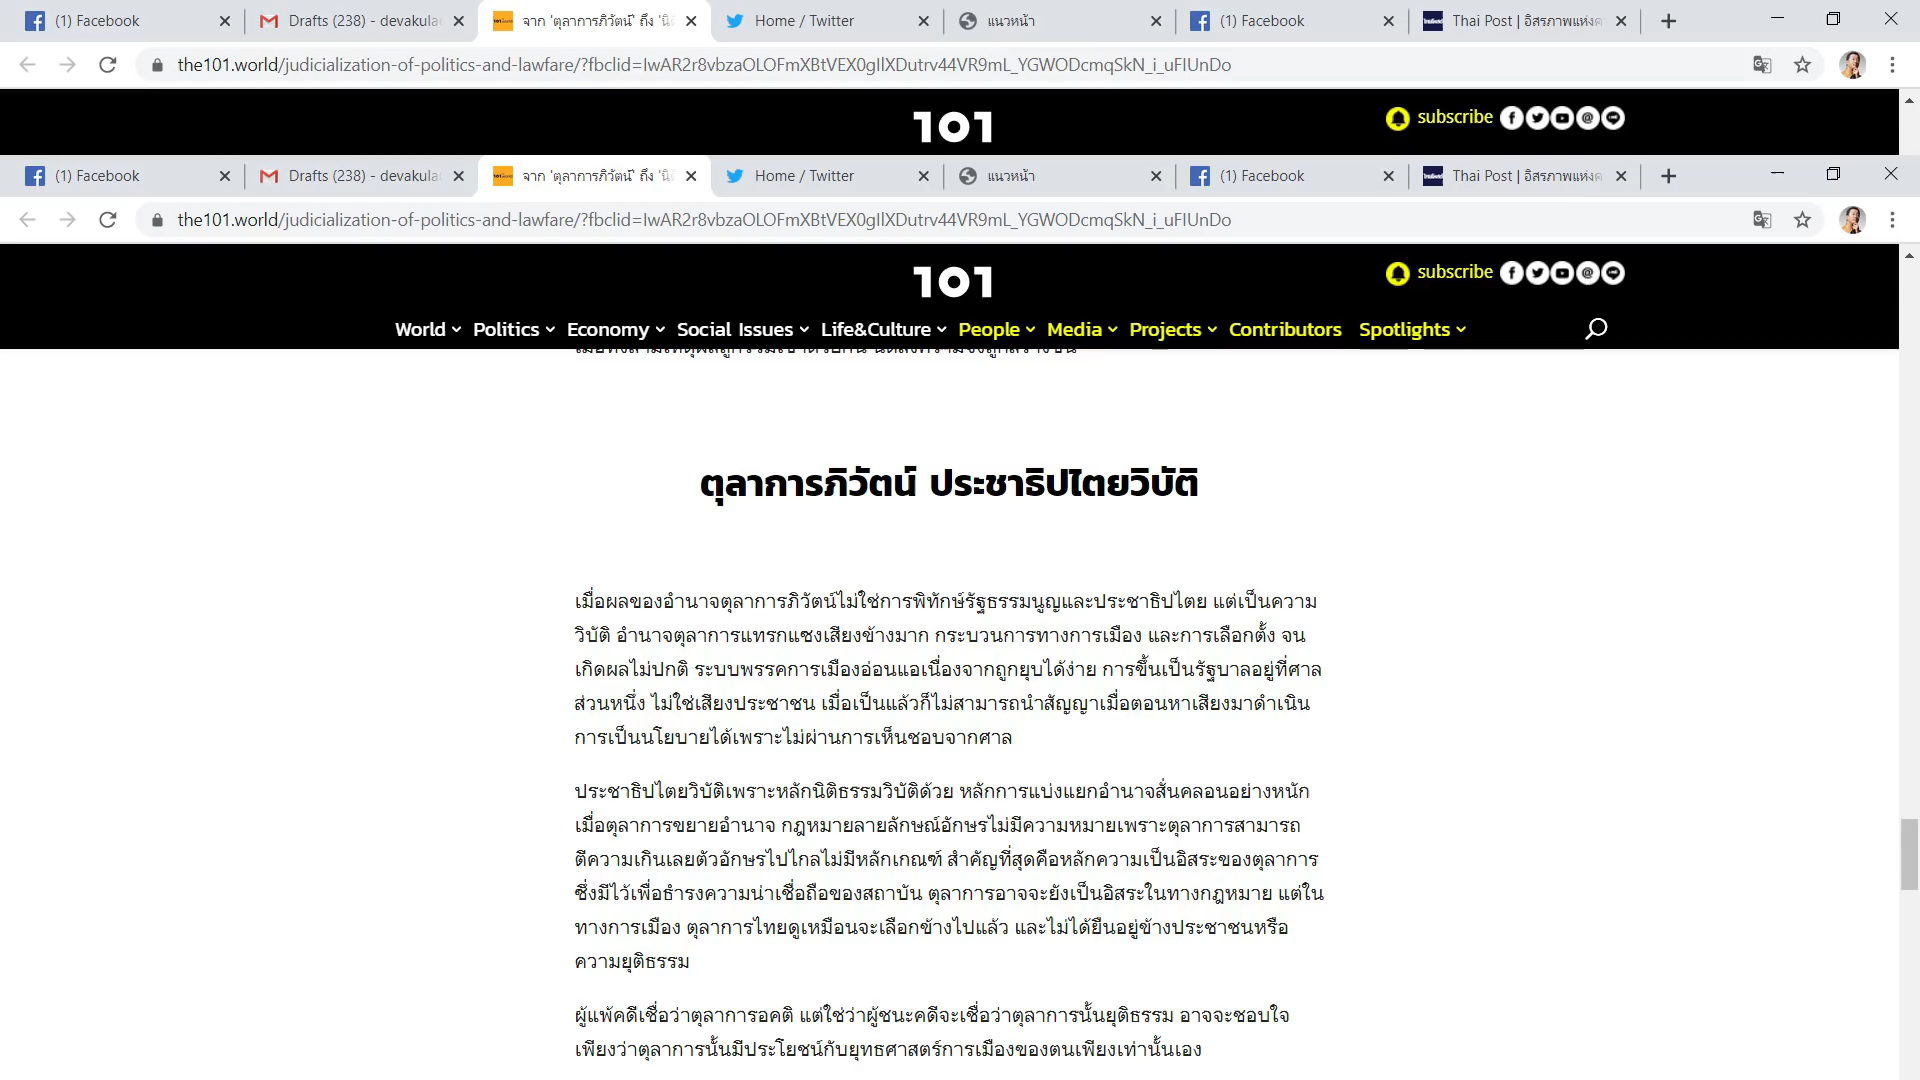 (1) Facebook
Drafts (238) - devakula
จาก 'ตุลาการภิวัตน์' ถึง 'นิติ
Home / Twitter
แนวหน้า
(1) Facebook
Thai Post | อิสรภาพแห่งค
the101.world/judicialization-of-politics-and-lawfare/?fbclid=IwAR2r8vbzaOLOFmXBtVEX0gIlXDutrv44VR9mL_YGWODcmqSkN_i_uFIUnDo
101
subscribe
(1) Facebook
Drafts (238) - devakula
จาก 'ตุลาการภิวัตน์' ถึง 'นิติ
Home / Twitter
แนวหน้า
(1) Facebook
Thai Post | อิสรภาพแห่งค
the101.world/judicialization-of-politics-and-lawfare/?fbclid=IwAR2r8vbzaOLOFmXBtVEX0gIlXDutrv44VR9mL_YGWODcmqSkN_i_uFIUnDo
101
subscribe
World Politics Economy Social Issues Life&Culture People Media Projects Contributors Spotlights
ตุลาการภิวัตน์ ประชาธิปไตยวิบัติ
เมื่อผลของอำนาจตุลาการภิวัตน์ไม่ใช่การพิทักษ์รัฐธรรมนูญและประชาธิปไตย แต่เป็นความ
วิบัติ อำนาจตุลาการแทรกแซงเสียงข้างมาก กระบวนการทางการเมือง และการเลือกตั้ง จน
เกิดผลไม่ปกติ ระบบพรรคการเมืองอ่อนแอเนื่องจากถูกยุบได้ง่าย การขึ้นเป็นรัฐบาลอยู่ที่ศาล
ส่วนหนึ่ง ไม่ใช่เสียงประชาชน เมื่อเป็นแล้วก็ไม่สามารถนำสัญญาเมื่อตอนหาเสียงมาดำเนิน
การเป็นนโยบายได้เพราะไม่ผ่านการเห็นชอบจากศาล
ประชาธิปไตยวิบัติเพราะหลักนิติธรรมวิบัติด้วย หลักการแบ่งแยกอำนาจสั่นคลอนอย่างหนัก
เมื่อตุลาการขยายอำนาจ กฎหมายลายลักษณ์อักษรไม่มีความหมายเพราะตุลาการสามารถ
ตีความเกินเลยตัวอักษรไปไกลไม่มีหลักเกณฑ์ สำคัญที่สุดคือหลักความเป็นอิสระของตุลาการ
ซึ่งมีไว้เพื่อธำรงความน่าเชื่อถือของสถาบัน ตุลาการอาจจะยังเป็นอิสระในทางกฎหมาย แต่ใน
ทางการเมือง ตุลาการไทยดูเหมือนจะเลือกข้างไปแล้ว และไม่ได้ยืนอยู่ข้างประชาชนหรือ
ความยุติธรรม
ผู้แพ้คดีเชื่อว่าตุลาการอคติ แต่ใช่ว่าผู้ชนะคดีจะเชื่อว่าตุลาการนั้นยุติธรรม อาจจะชอบใจ
เพียงว่าตุลาการนั้นมีประโยชน์กับยุทธศาสตร์การเมืองของตนเพียงเท่านั้นเอง